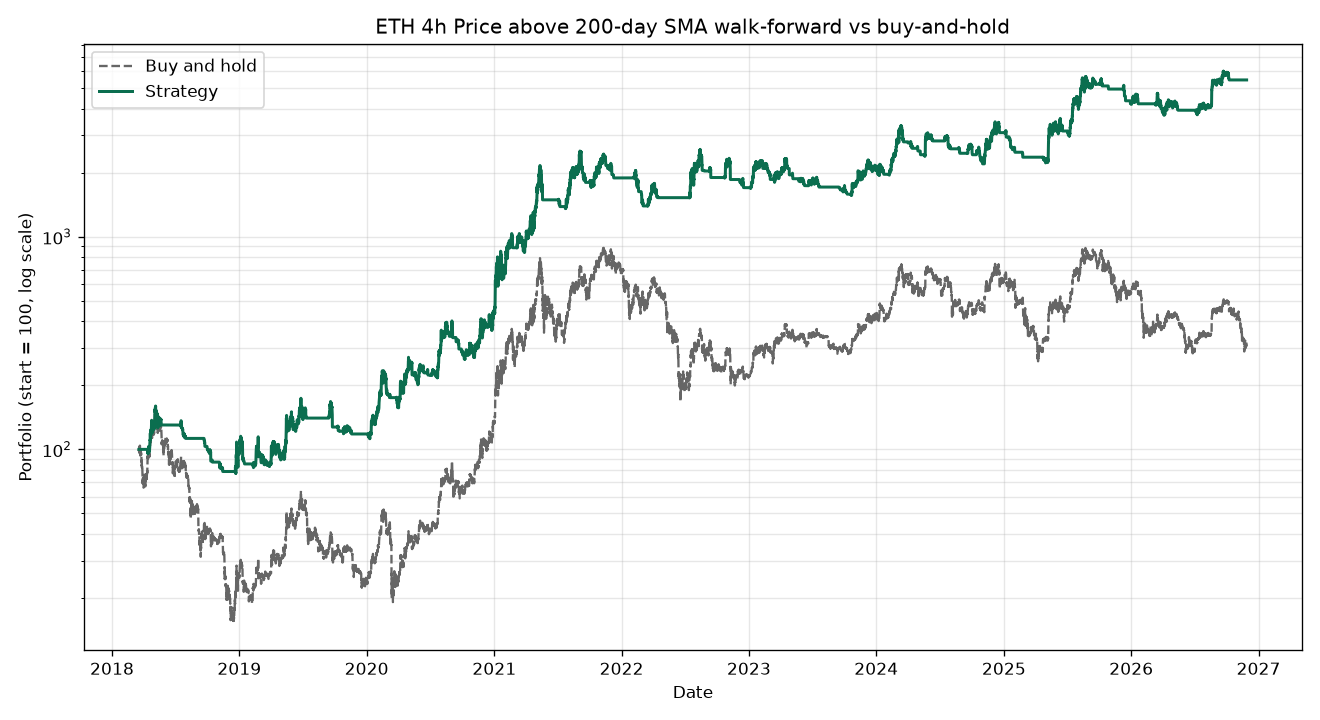 ETH 4h Price above 200-day SMA walk-forward vs buy-and-hold
Buy and hold
Strategy
Portfolio (start = 100, log scale)
10³
10²
2018 2019 2020 2021 2022 2023 2024 2025 2026 2027
Date